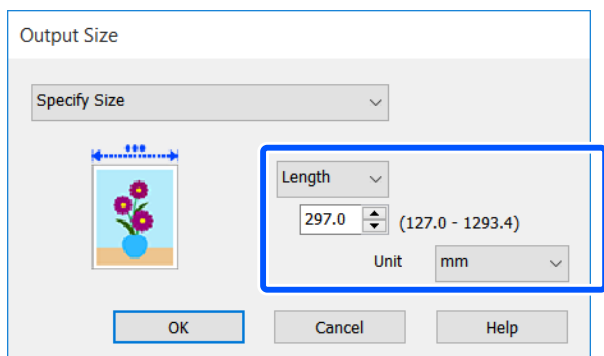 Output Size
Specify Size
Length
297.0 (127.0 - 1293.4)
Unit mm
OK Cancel Help